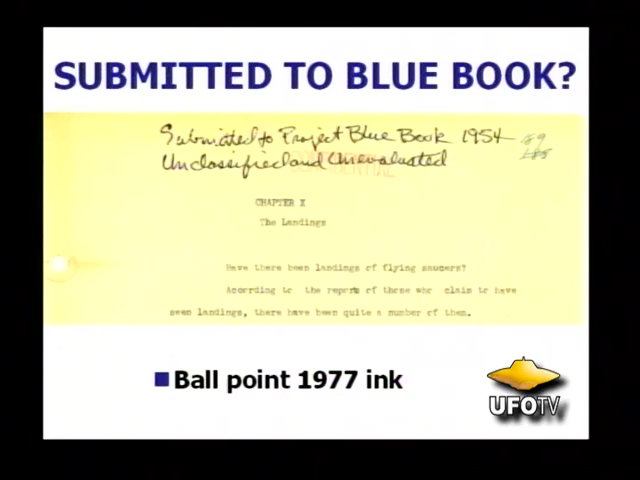 SUBMITTED TO BLUE BOOK?
Submitted to Project Blue Book 1954
Unclassified and Unevaluated
CONFIDENTIAL
CHAPTER X
The Landings
Have there been landings of flying saucers?
According to the reports of those who claim to have
seen landings, there have been quite a number of them.
Ball point 1977 ink
UFOTV